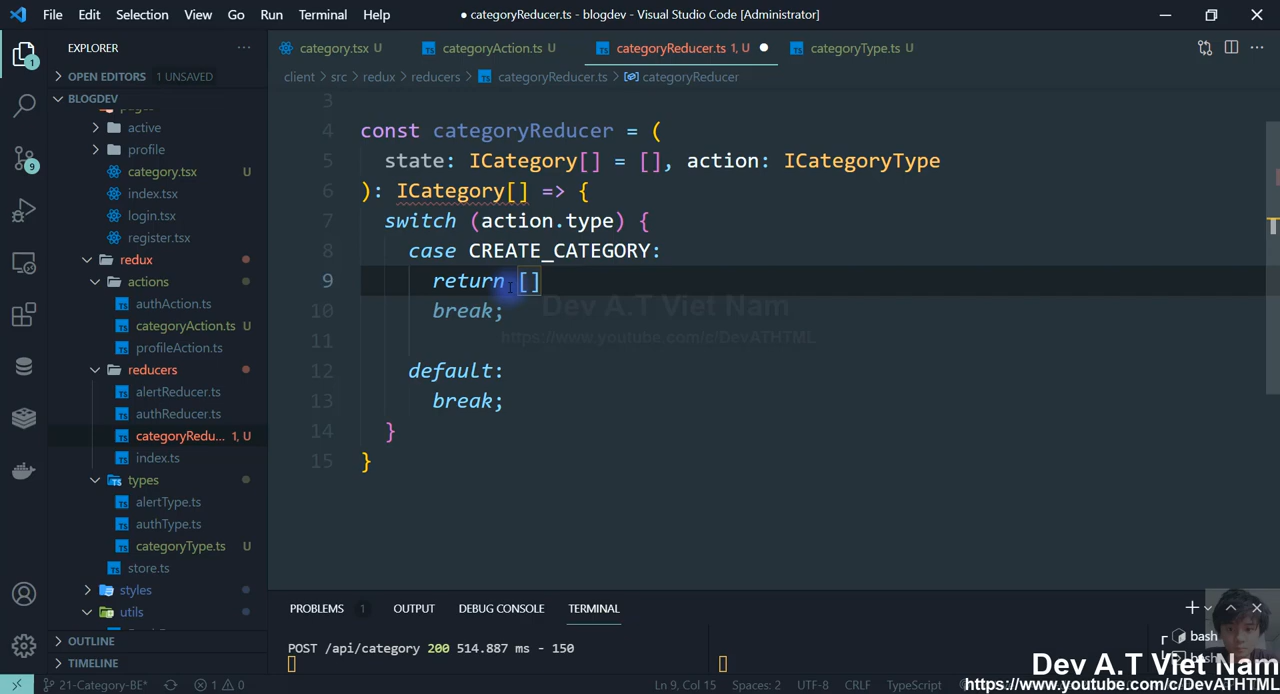 File Edit Selection View Go Run Terminal Help
● categoryReducer.ts - blogdev - Visual Studio Code [Administrator]
EXPLORER
category.tsx U
categoryAction.ts U
categoryReducer.ts 1, U
categoryType.ts U
OPEN EDITORS 1 UNSAVED
client > src > redux > reducers > categoryReducer.ts > categoryReducer
BLOGDEV
pages
active
profile
category.tsx U
index.tsx
login.tsx
register.tsx
redux
actions
authAction.ts
categoryAction.ts U
profileAction.ts
reducers
alertReducer.ts
authReducer.ts
categoryRedu... 1, U
index.ts
types
alertType.ts
authType.ts
categoryType.ts U
store.ts
styles
utils
OUTLINE
TIMELINE
3
4 const categoryReducer = (
5 state: ICategory[] = [], action: ICategoryType
6 ): ICategory[] => {
7 switch (action.type) {
8 case CREATE_CATEGORY:
9 return []
10 break;
11
12 default:
13 break;
14 }
15 }
Dev A.T Viet Nam
https://www.youtube.com/c/DevATHTML
PROBLEMS 1 OUTPUT DEBUG CONSOLE TERMINAL
POST /api/category 200 514.887 ms - 150
bash
bash
Dev A.T Viet Nam
https://www.youtube.com/c/DevATHTML
21-Category-BE* 1 0
Ln 9, Col 15 Spaces: 2 UTF-8 CRLF TypeScript